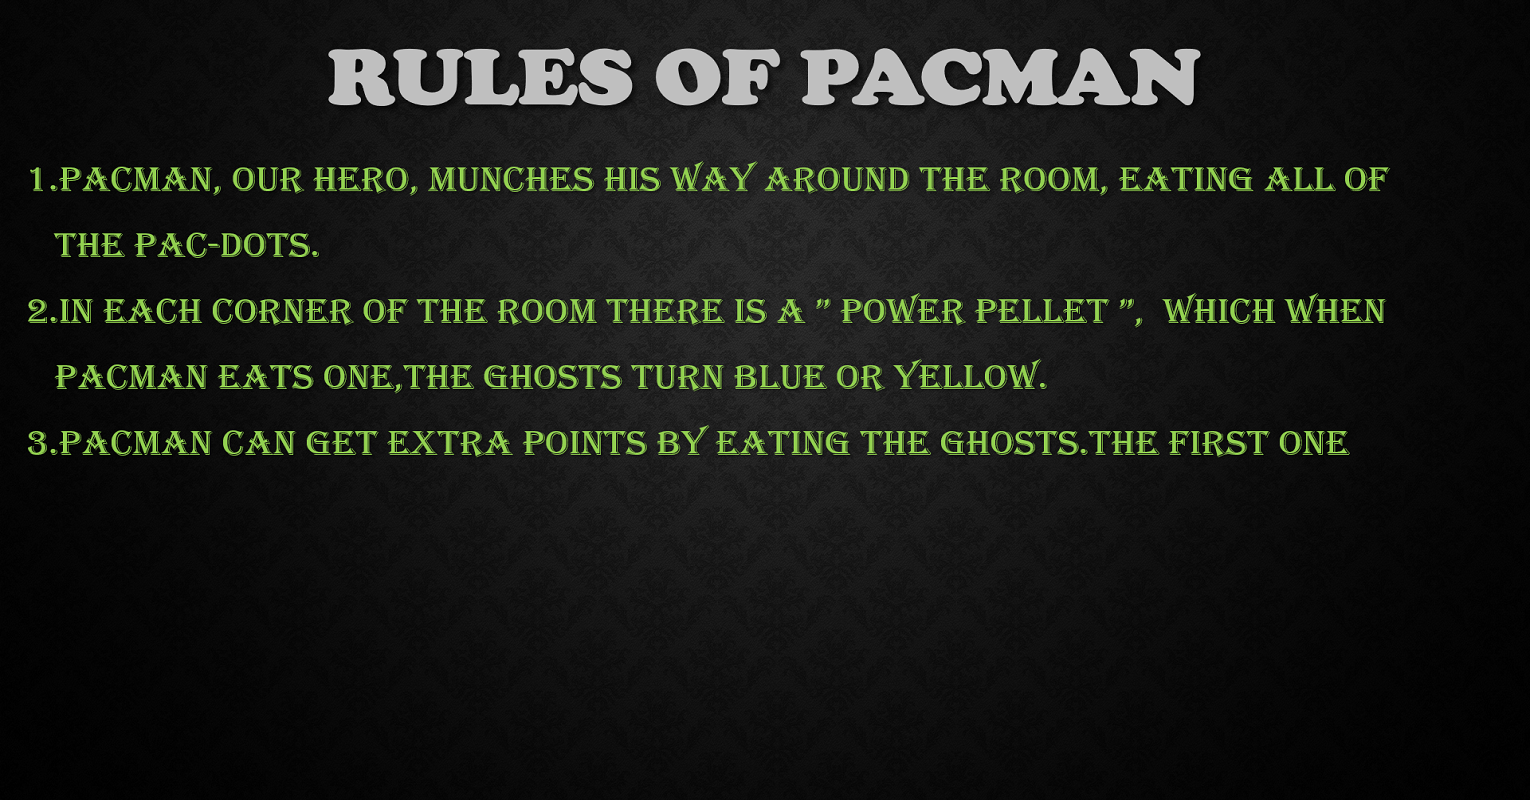 RULES OF PACMAN
1.PACMAN, OUR HERO, MUNCHES HIS WAY AROUND THE ROOM, EATING ALL OF
THE PAC-DOTS.
2.IN EACH CORNER OF THE ROOM THERE IS A ” POWER PELLET ”,  WHICH WHEN
PACMAN EATS ONE,THE GHOSTS TURN BLUE OR YELLOW.
3.PACMAN CAN GET EXTRA POINTS BY EATING THE GHOSTS.THE FIRST ONE